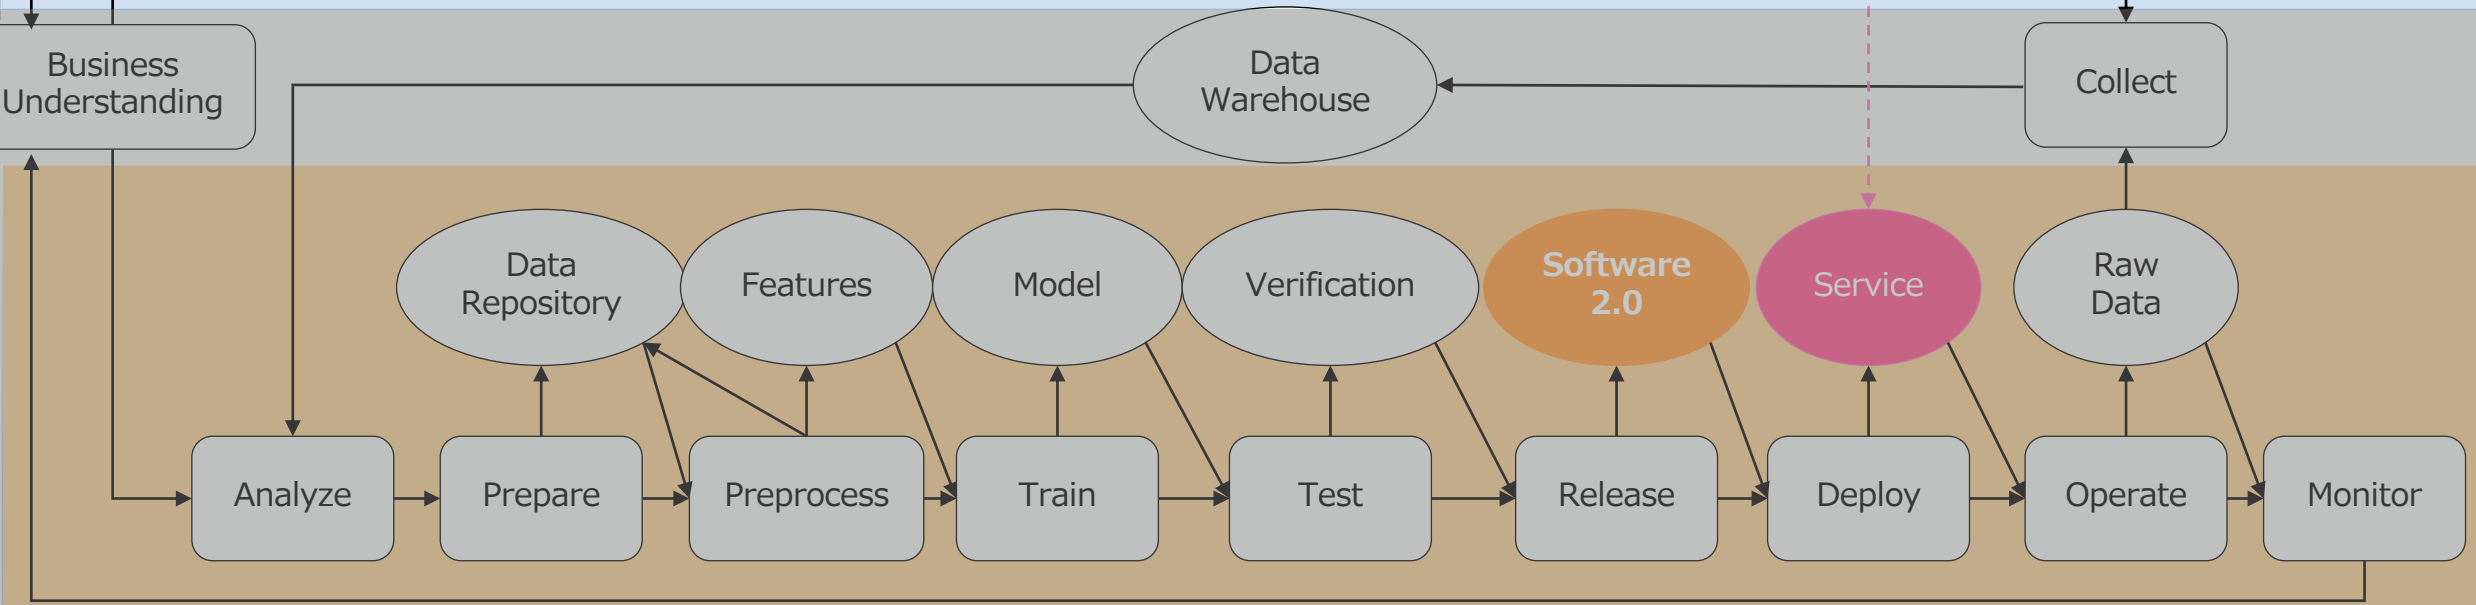 Business
Understanding
Data
Warehouse
Collect
Data
Repository
Features
Model
Verification
Software
2.0
Service
Raw
Data
Analyze
Prepare
Preprocess
Train
Test
Release
Deploy
Operate
Monitor